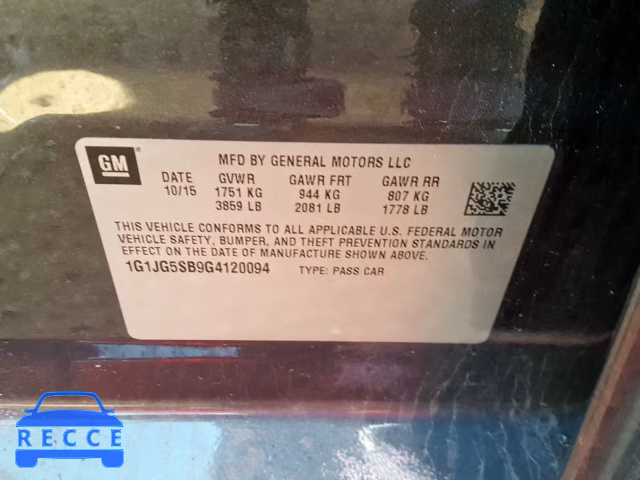 GM
MFD BY GENERAL MOTORS LLC
DATE GVWR GAWR FRT GAWR RR
10/15 1751 KG 944 KG 807 KG
3859 LB 2081 LB 1778 LB
THIS VEHICLE CONFORMS TO ALL APPLICABLE U.S. FEDERAL MOTOR
VEHICLE SAFETY, BUMPER, AND THEFT PREVENTION STANDARDS IN
EFFECT ON THE DATE OF MANUFACTURE SHOWN ABOVE.
1G1JG5SB9G4120094 TYPE: PASS CAR
RECCE